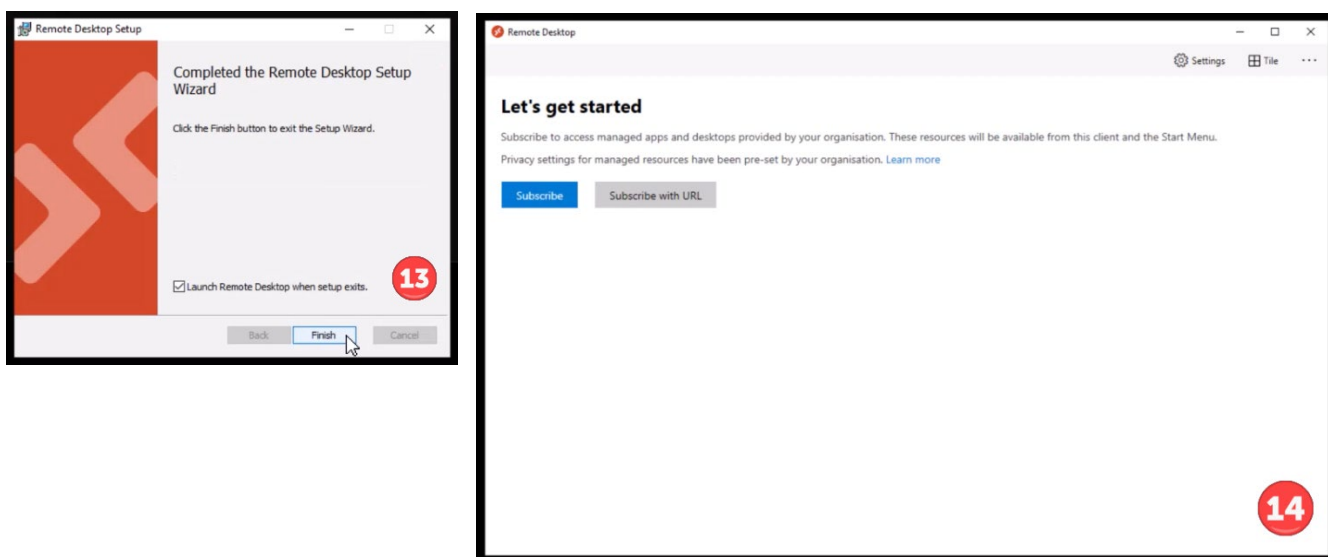 Remote Desktop Setup
Completed the Remote Desktop Setup
Wizard
Click the Finish button to exit the Setup Wizard.
Launch Remote Desktop when setup exits.
13
Back
Finish
Cancel
Remote Desktop
Settings
Tile
Let's get started
Subscribe to access managed apps and desktops provided by your organisation. These resources will be available from this client and the Start Menu.
Privacy settings for managed resources have been pre-set by your organisation. Learn more
Subscribe
Subscribe with URL
14